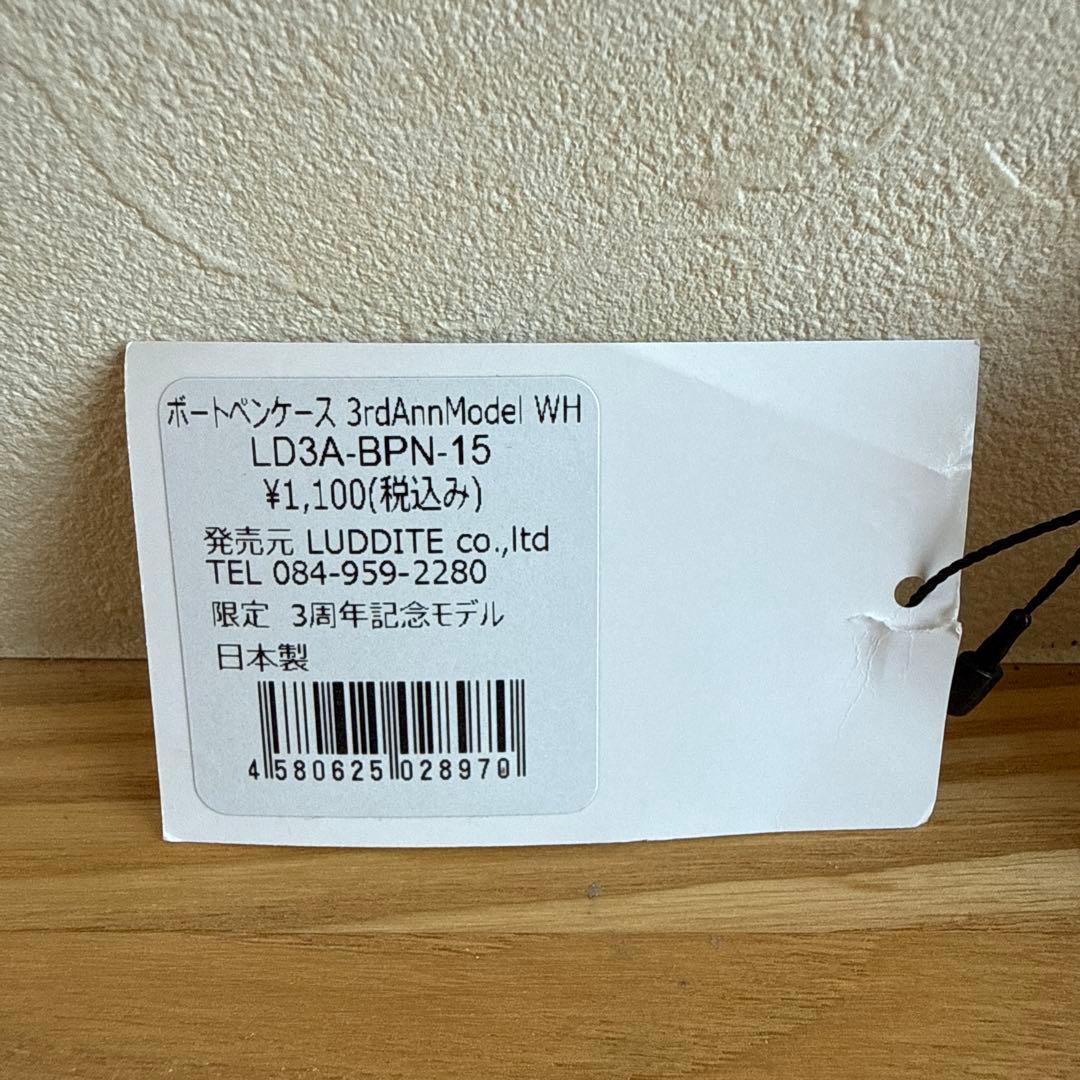 ボートペンケース 3rdAnnModel WH
LD3A-BPN-15
¥1,100(税込み)
発売元 LUDDITE co.,ltd
TEL 084-959-2280
限定 3周年記念モデル
日本製
4580625028970